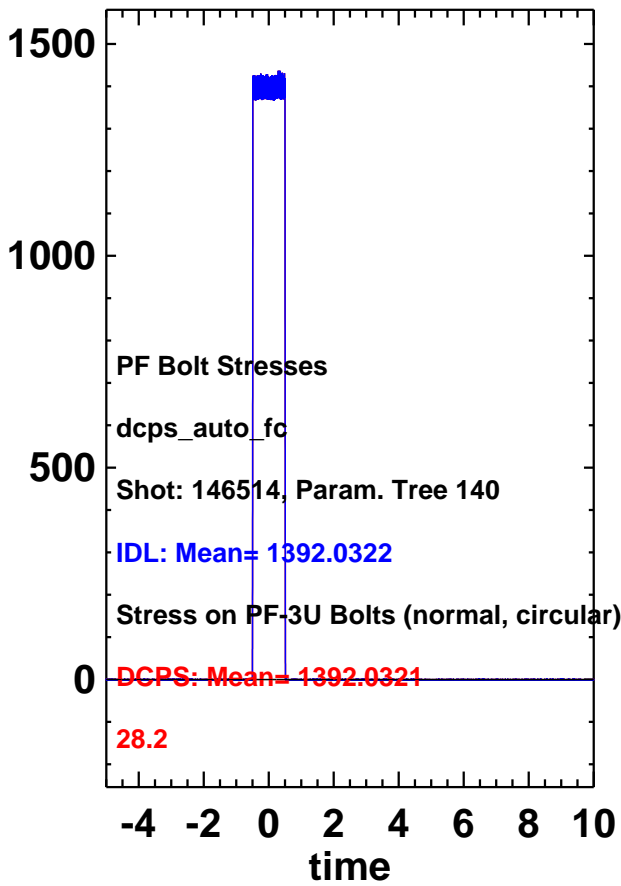 1500
1000
PF Bolt Stresses
dcps_auto_fc
500
Shot: 146514, Param. Tree 140
IDL: Mean= 1392.0322
Stress on PF-3U Bolts (normal, circular)
0
DCPS: Mean= 1392.0321
28.2
-4 -2 0 2 4 6 8 10
time